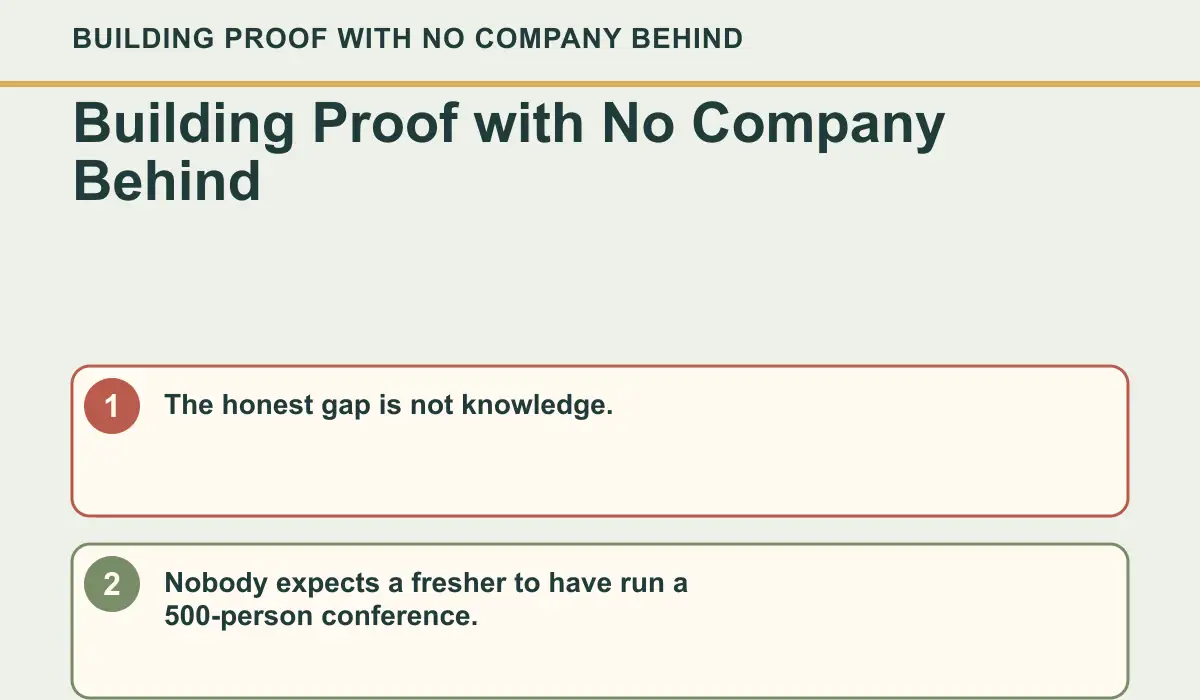 BUILDING PROOF WITH NO COMPANY BEHIND
Building Proof with No Company
Behind
1
The honest gap is not knowledge.
2
Nobody expects a fresher to have run a
500-person conference.